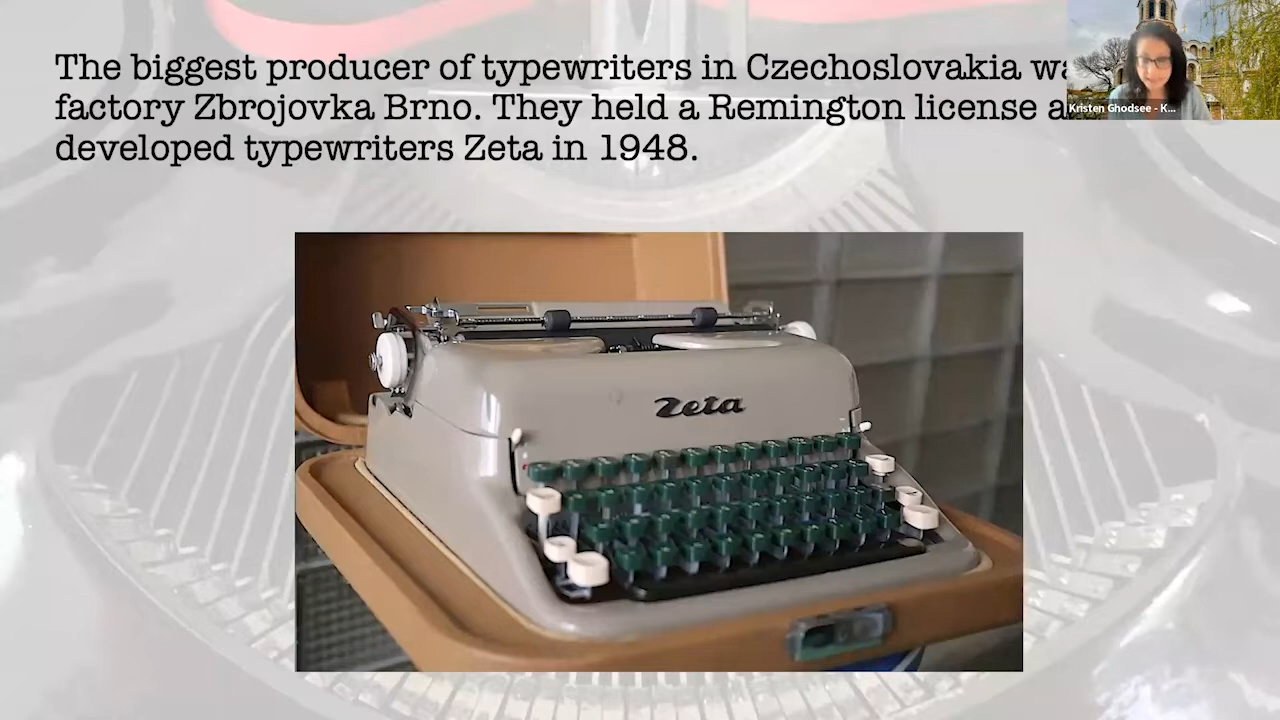 The biggest producer of typewriters in Czechoslovakia
factory Zbrojovka Brno. They held a Remington license
developed typewriters Zeta in 1948.
Kristen Ghodsee - K...
Zeta